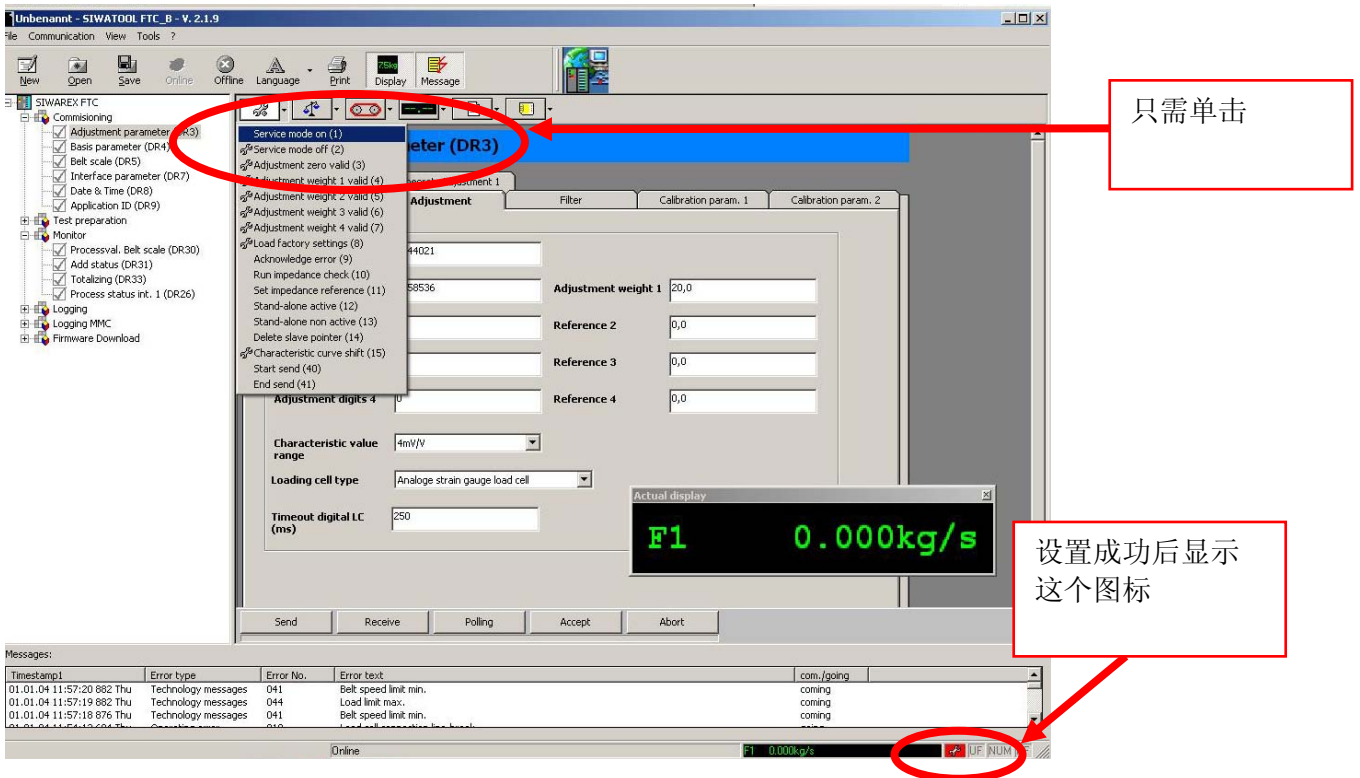 Unbenannt - SIWATOOL FTC_B - V. 2.1.9
File Communication View Tools ?
New Open Save Online Offline Language Print Display Message
只需单击
SIWAREX FTC
Commisioning
Adjustment parameter (DR3)
Basis parameter (DR4)
Belt scale (DR5)
Interface parameter (DR7)
Date & Time (DR8)
Application ID (DR9)
Test preparation
Monitor
Processval. Belt scale (DR30)
Add status (DR31)
Totalizing (DR33)
Process status int. 1 (DR26)
Logging
Logging MMC
Firmware Download
Service mode on (1)
Service mode off (2)
Adjustment zero valid (3)
Adjustment weight 1 valid (4)
Adjustment weight 2 valid (5)
Adjustment weight 3 valid (6)
Adjustment weight 4 valid (7)
Load factory settings (8)
Acknowledge error (9)
Run impedance check (10)
Set impedance reference (11)
Stand-alone active (12)
Stand-alone non active (13)
Delete slave pointer (14)
Characteristic curve shift (15)
Start send (40)
End send (41)
eter (DR3)
adjustment 1
Adjustment Filter Calibration param. 1 Calibration param. 2
44021
58536 Adjustment weight 1 20,0
Reference 2 0,0
Reference 3 0,0
Adjustment digits 4 0 Reference 4 0,0
Characteristic value range 4mV/V
Loading cell type Analoge strain gauge load cell
Timeout digital LC (ms) 250
Actual display
F1 0.000kg/s
设置成功后显示
这个图标
Send Receive Polling Accept Abort
Messages:
Timestamp1 Error type Error No. Error text com./going
01.01.04 11:57:20 882 Thu Technology messages 041 Belt speed limit min. coming
01.01.04 11:57:19 882 Thu Technology messages 044 Load limit max. coming
01.01.04 11:57:18 876 Thu Technology messages 041 Belt speed limit min. coming
Online F1 0.000kg/s UF NUM